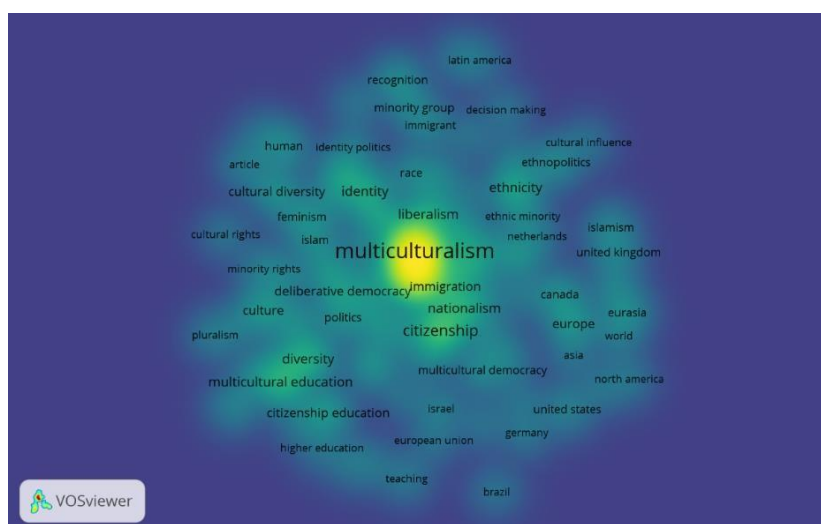 latin america
recognition
minority group
decision making
immigrant
cultural influence
human
identity politics
ethnopolitics
article
race
cultural diversity
identity
ethnicity
liberalism
feminism
ethnic minority
cultural rights
islam
netherlands
islamism
multiculturalism
united kingdom
minority rights
deliberative democracy
immigration
canada
culture
nationalism
politics
europe
eurasia
pluralism
citizenship
world
diversity
asia
multicultural education
multicultural democracy
north america
citizenship education
israel
united states
higher education
european union
germany
teaching
brazil
VOSviewer